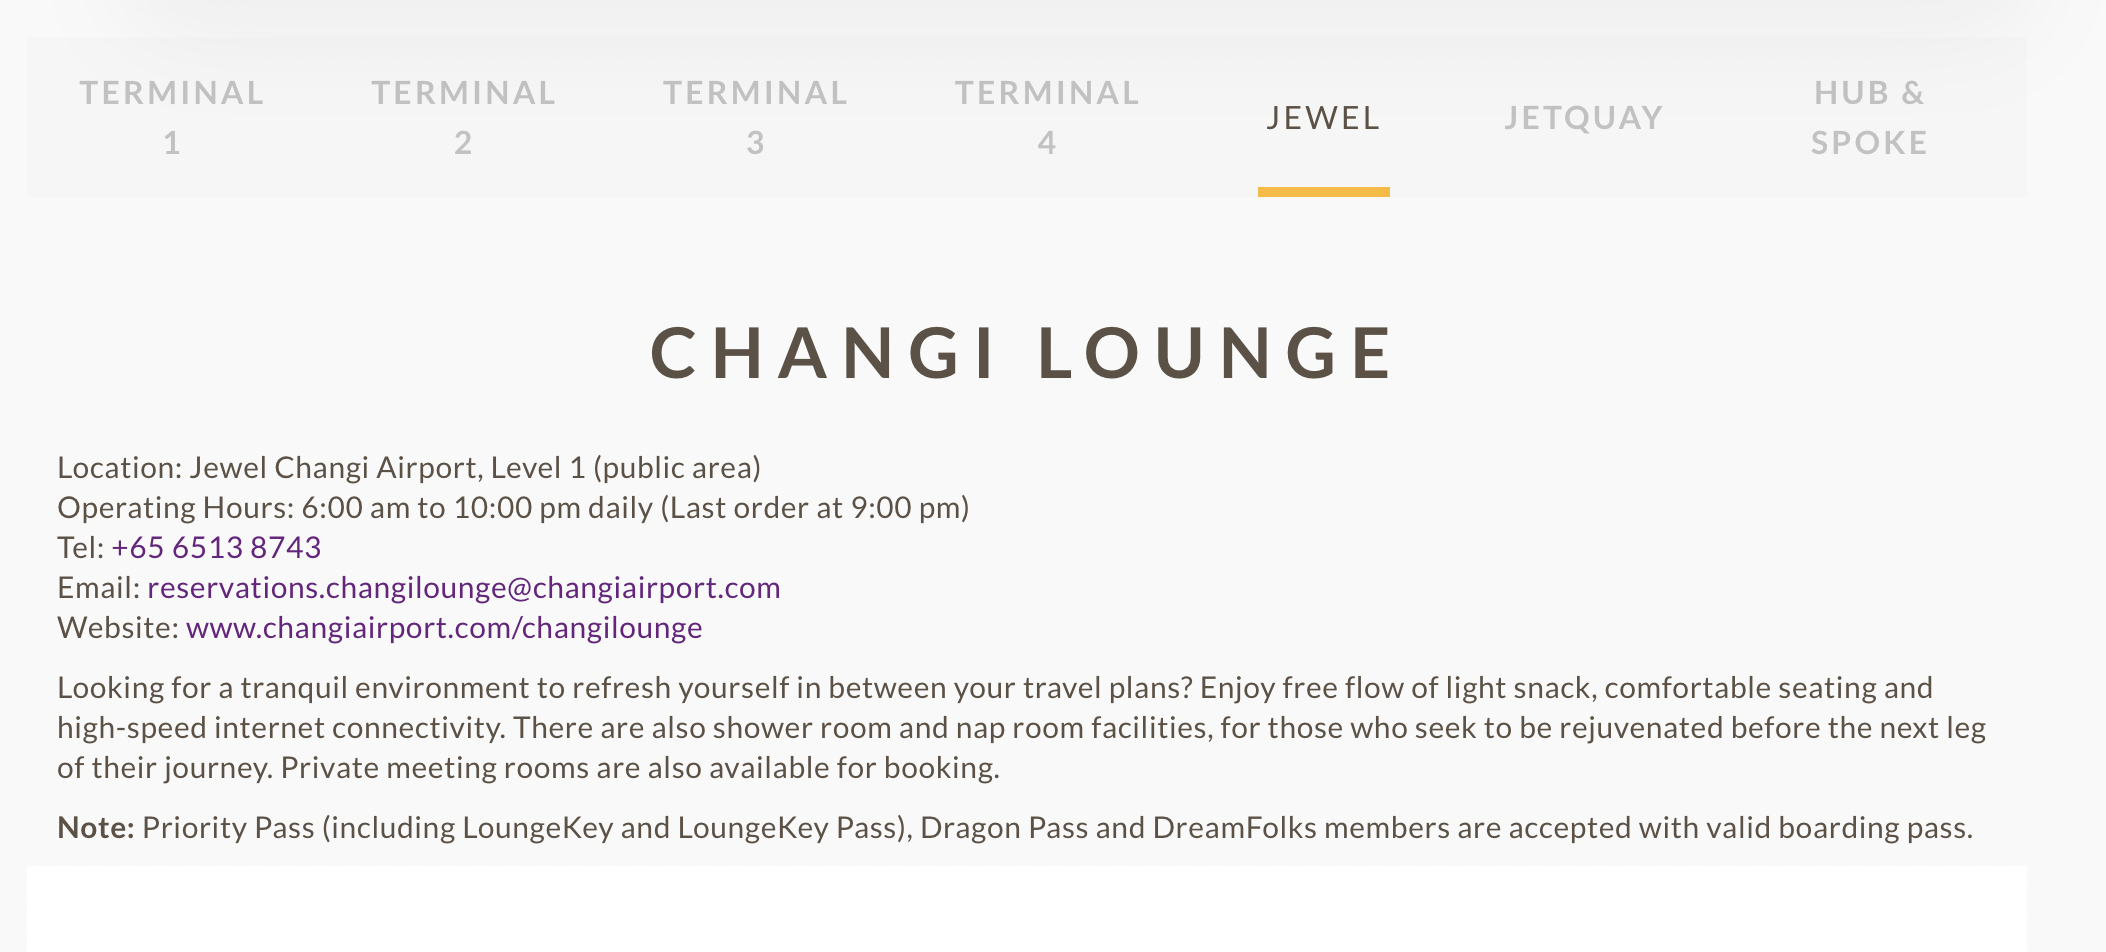 TERMINAL 1
TERMINAL 2
TERMINAL 3
TERMINAL 4
JEWEL
JETQUAY
HUB & SPOKE
CHANGI LOUNGE
Location: Jewel Changi Airport, Level 1 (public area)
Operating Hours: 6:00 am to 10:00 pm daily (Last order at 9:00 pm)
Tel: +65 6513 8743
Email: reservations.changilounge@changiairport.com
Website: www.changiairport.com/changilounge
Looking for a tranquil environment to refresh yourself in between your travel plans? Enjoy free flow of light snack, comfortable seating and
high-speed internet connectivity. There are also shower room and nap room facilities, for those who seek to be rejuvenated before the next leg
of their journey. Private meeting rooms are also available for booking.
Note: Priority Pass (including LoungeKey and LoungeKey Pass), Dragon Pass and DreamFolks members are accepted with valid boarding pass.